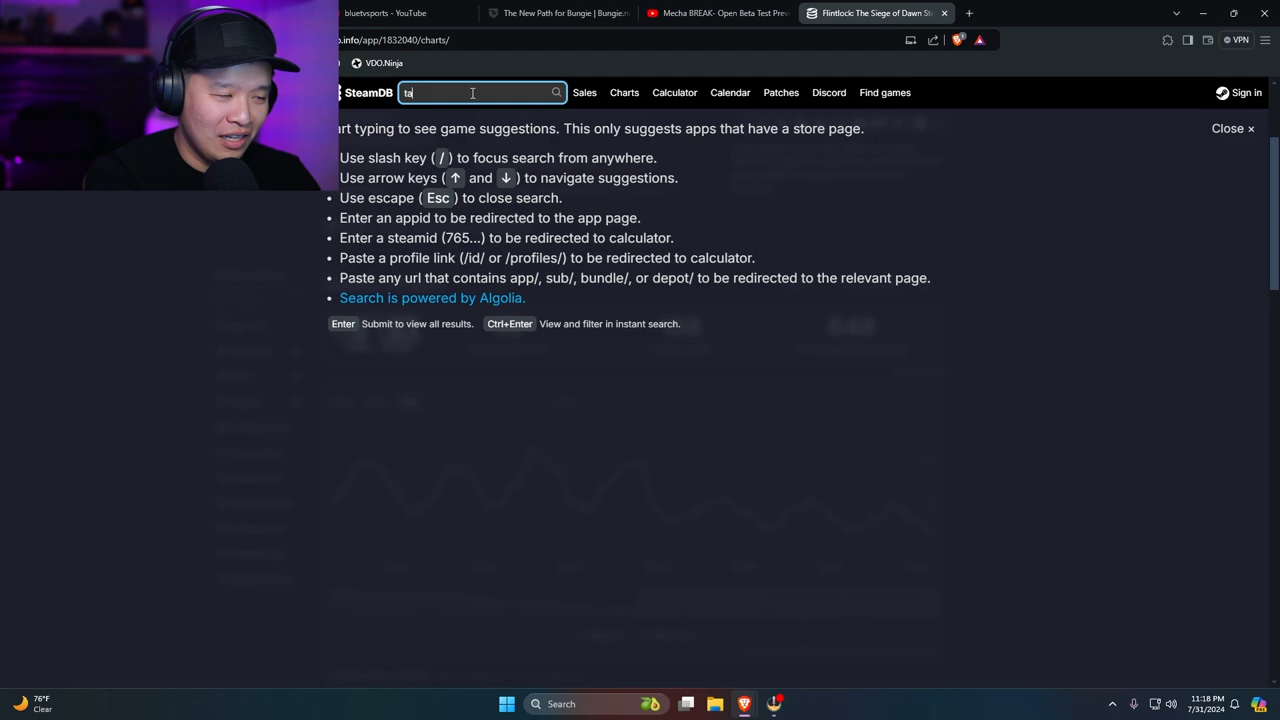 bluetvsports - YouTube
The New Path for Bungie | Bungie.n
Mecha BREAK- Open Beta Test Prev
Flintlock: The Siege of Dawn St
.info/app/1832040/charts/
VPN
VDO.Ninja
SteamDB
ta
Sales
Charts
Calculator
Calendar
Patches
Discord
Find games
Sign in
art typing to see game suggestions. This only suggests apps that have a store page.
Close ×
Use slash key ( / ) to focus search from anywhere.
Use arrow keys ( ↑ and ↓ ) to navigate suggestions.
• Use escape ( Esc ) to close search.
• Enter an appid to be redirected to the app page.
• Enter a steamid (765...) to be redirected to calculator.
• Paste a profile link (/id/ or /profiles/) to be redirected to calculator.
• Paste any url that contains app/, sub/, bundle/, or depot/ to be redirected to the relevant page.
• Search is powered by Algolia.
Enter Submit to view all results. Ctrl+Enter View and filter in instant search.
76°F
Clear
Search
11:18 PM
7/31/2024